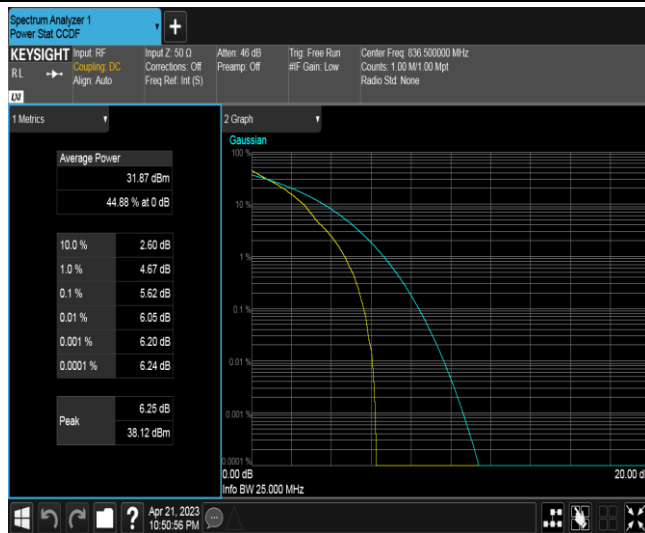 Spectrum Analyzer 1
Power Stat CCDF
+
KEYSIGHT
RL
Input: RF
Coupling: DC
Align: Auto
Input Z: 50 Ω
Corrections: Off
Freq Ref: Int (S)
Atten: 46 dB
Preamp: Off
Trig: Free Run
#IF Gain: Low
Center Freq: 836.500000 MHz
Counts: 1.00 M/1.00 Mpt
Radio Std: None
1 Metrics
Average Power
31.87 dBm
44.88 % at 0 dB
10.0 % 2.60 dB
1.0 % 4.67 dB
0.1 % 5.62 dB
0.01 % 6.05 dB
0.001 % 6.20 dB
0.0001 % 6.24 dB
Peak
6.25 dB
38.12 dBm
2 Graph
Gaussian
100 %
10 %
1 %
0.1 %
0.01 %
0.001 %
0.0001 %
0.00 dB
20.00 d
Info BW 25.000 MHz
?
Apr 21, 2023
10:50:56 PM